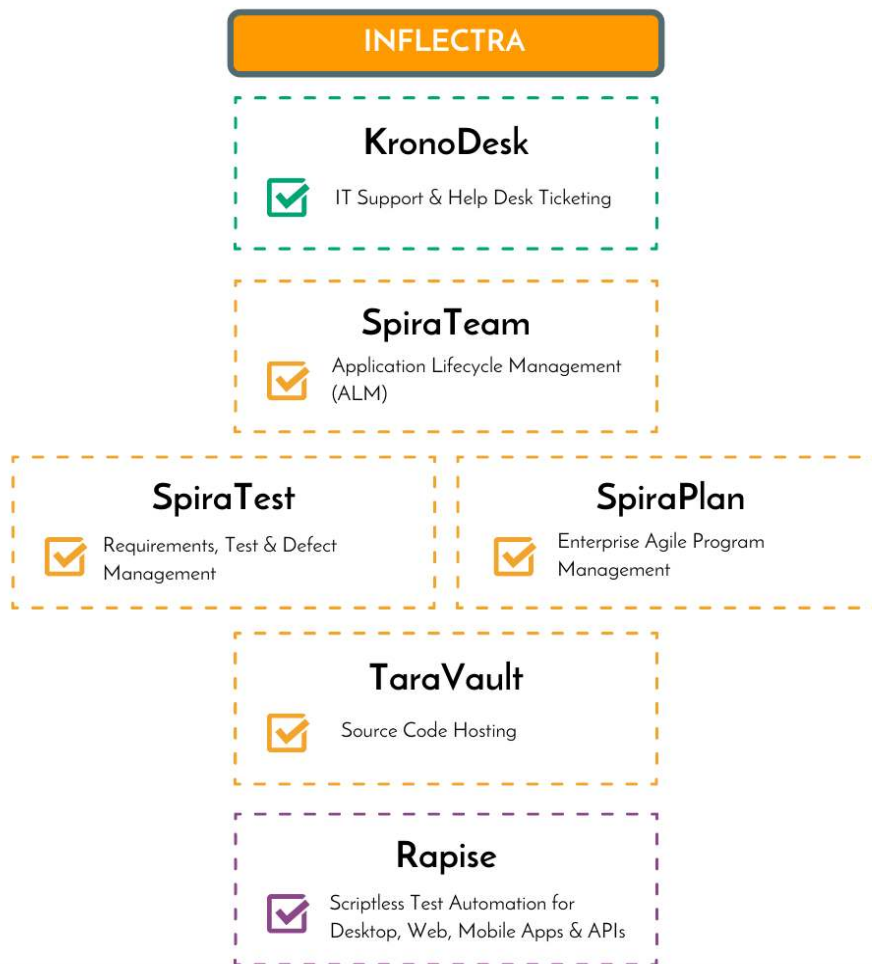 INFLECTRA
KronoDesk
IT Support & Help Desk Ticketing
SpiraTeam
Application Lifecycle Management
(ALM)
SpiraTest
Requirements, Test & Defect
Management
SpiraPlan
Enterprise Agile Program
Management
TaraVault
Source Code Hosting
Rapise
Scriptless Test Automation for
Desktop, Web, Mobile Apps & APIs